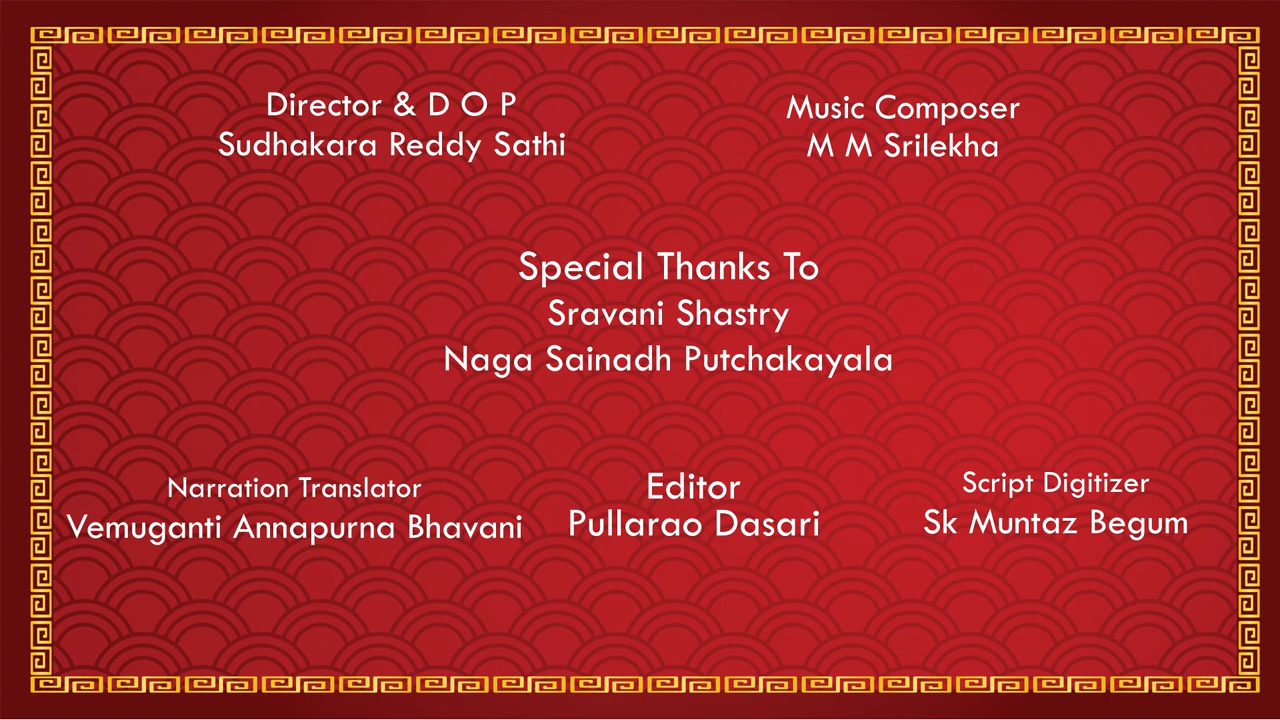 Director & D O P
Sudhakara Reddy Sathi
Music Composer
M M Srilekha
Special Thanks To
Sravani Shastry
Naga Sainadh Putchakayala
Narration Translator
Vemuganti Annapurna Bhavani
Editor
Pullarao Dasari
Script Digitizer
Sk Muntaz Begum